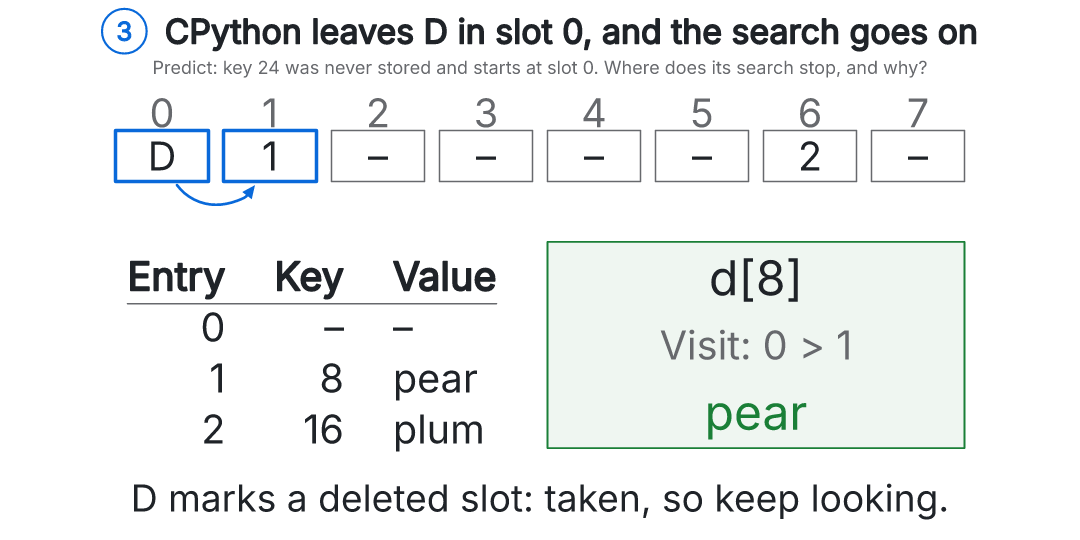 3 CPython leaves D in slot 0, and the search goes on
Predict: key 24 was never stored and starts at slot 0. Where does its search stop, and why?
0 1 2 3 4 5 6 7
D 1 – – – – 2 –
Entry Key Value
0 – –
1 8 pear
2 16 plum
d[8]
Visit: 0 > 1
pear
D marks a deleted slot: taken, so keep looking.